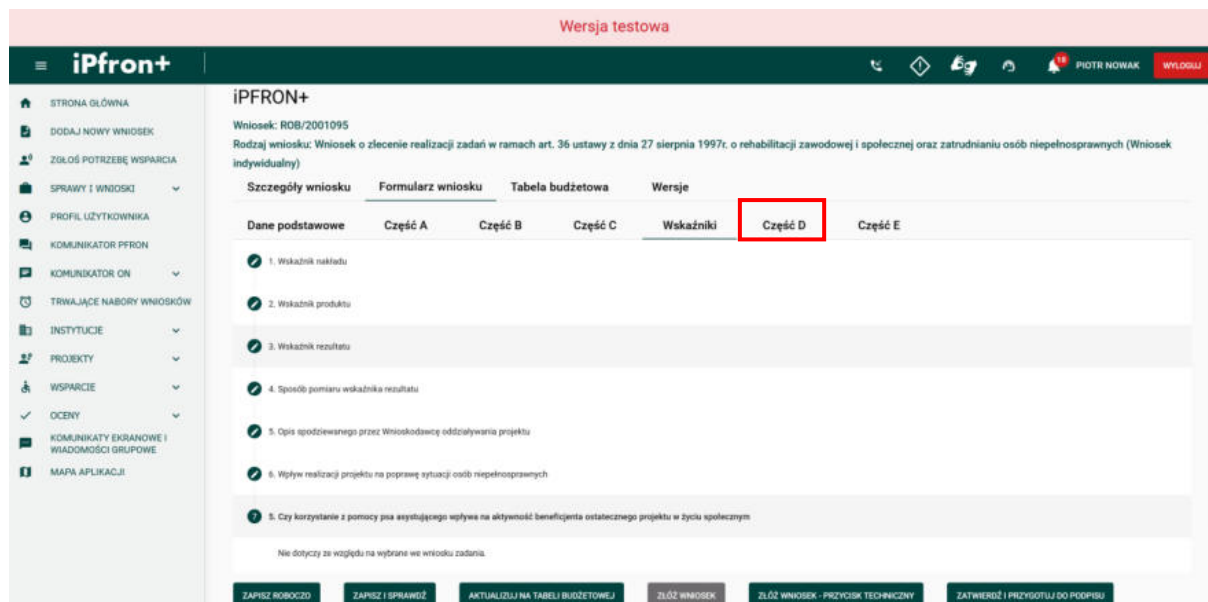 Wersja testowa
iPfron+
18
PIOTR NOWAK
WYLOGUJ
STRONA GŁÓWNA
DODAJ NOWY WNIOSEK
ZGŁOŚ POTRZEBĘ WSPARCIA
SPRAWY I WNIOSKI
PROFIL UŻYTKOWNIKA
KOMUNIKATOR PFRON
KOMUNIKATOR ON
TRWAJĄCE NABORY WNIOSKÓW
INSTYTUCJE
PROJEKTY
WSPARCIE
OCENY
KOMUNIKATY EKRANOWE I
WIADOMOŚCI GRUPOWE
MAPA APLIKACJI
iPFRON+
Wniosek: ROB/2001095
Rodzaj wniosku: Wniosek o zlecenie realizacji zadań w ramach art. 36 ustawy z dnia 27 sierpnia 1997r. o rehabilitacji zawodowej i społecznej oraz zatrudnianiu osób niepełnosprawnych (Wniosek
indywidualny)
Szczegóły wniosku Formularz wniosku Tabela budżetowa Wersje
Dane podstawowe Część A Część B Część C Wskaźniki Część D Część E
1. Wskaźnik nakładu
2. Wskaźnik produktu
3. Wskaźnik rezultatu
4. Sposób pomiaru wskaźnika rezultatu
5. Opis spodziewanego przez Wnioskodawcę oddziaływania projektu
6. Wpływ realizacji projektu na poprawę sytuacji osób niepełnosprawnych
7 5. Czy korzystanie z pomocy psa asystującego wpływa na aktywność beneficjenta ostatecznego projektu w życiu społecznym
Nie dotyczy ze względu na wybrane we wniosku zadania.
ZAPISZ ROBOCZO ZAPISZ I SPRAWDŹ AKTUALIZUJ NA TABELI BUDŻETOWEJ ZŁÓŻ WNIOSEK ZŁÓŻ WNIOSEK - PRZYCISK TECHNICZNY ZATWIERDŹ I PRZYGOTUJ DO PODPISU